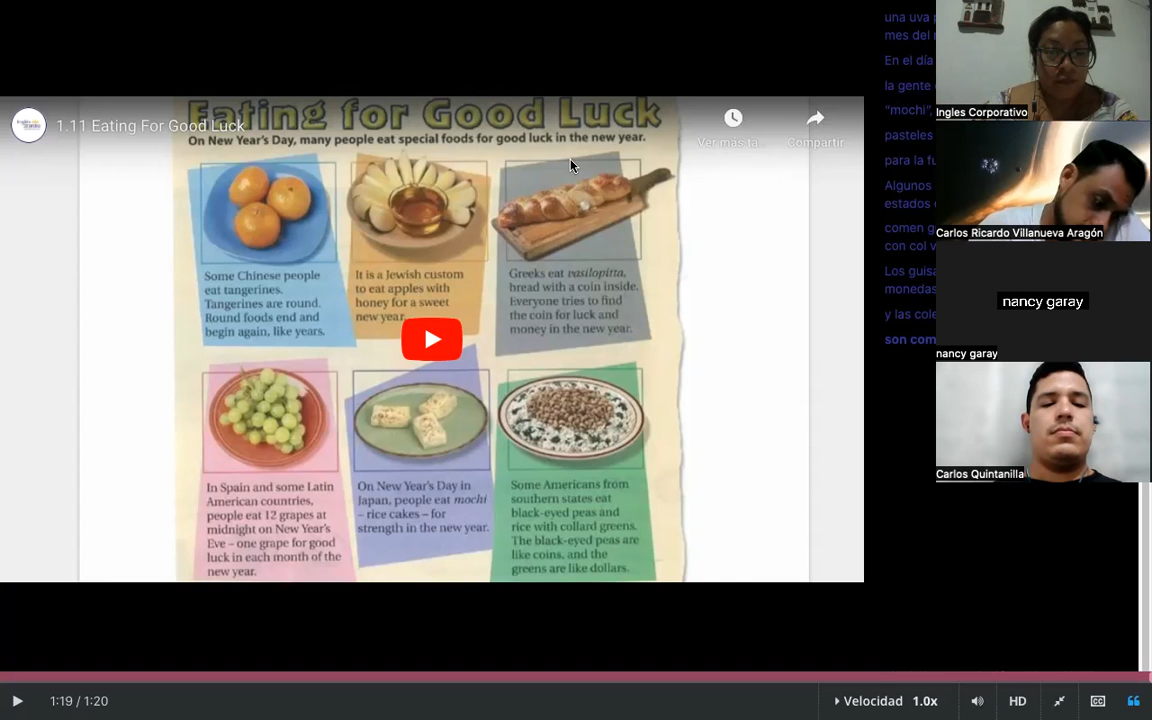 Eating for Good Luck
1.11 Eating For Good Luck
Ver más ta
Compartir
On New Year's Day, many people eat special foods for good luck in the new year.
Some Chinese people
eat tangerines.
Tangerines are round.
Round foods end and
begin again, like years.
It is a Jewish custom
to eat apples with
honey for a sweet
new year.
Greeks eat vasilopitta,
bread with a coin inside.
Everyone tries to find
the coin for luck and
money in the new year.
In Spain and some Latin
American countries,
people eat 12 grapes at
midnight on New Year's
Eve – one grape for good
luck in each month of the
new year.
On New Year's Day in
Japan, people eat mochi
– rice cakes – for
strength in the new year.
Some Americans from
southern states eat
black-eyed peas and
rice with collard greens.
The black-eyed peas are
like coins, and the
greens are like dollars.
una uva
mes del
En el día
la gente
"mochi"
pasteles
para la
Algunos
estados
comen
con col
Los
monedas
y las
son
Ingles Corporativo
Carlos Ricardo Villanueva Aragón
nancy garay
nancy garay
Carlos Quintanilla
1:19 / 1:20
Velocidad 1.0x
HD